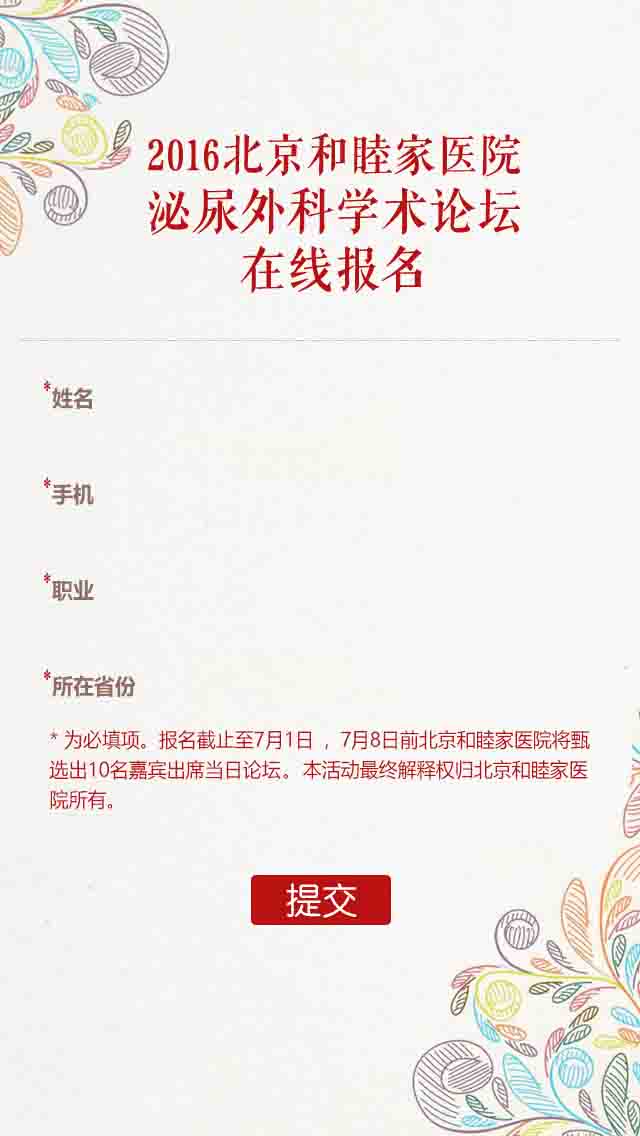 2016北京和睦家医院
泌尿外科学术论坛
在线报名
*姓名
*手机
*职业
*所在省份
* 为必填项。报名截止至7月1日 ，7月8日前北京和睦家医院将甄
选出10名嘉宾出席当日论坛。本活动最终解释权归北京和睦家医
院所有。
提交